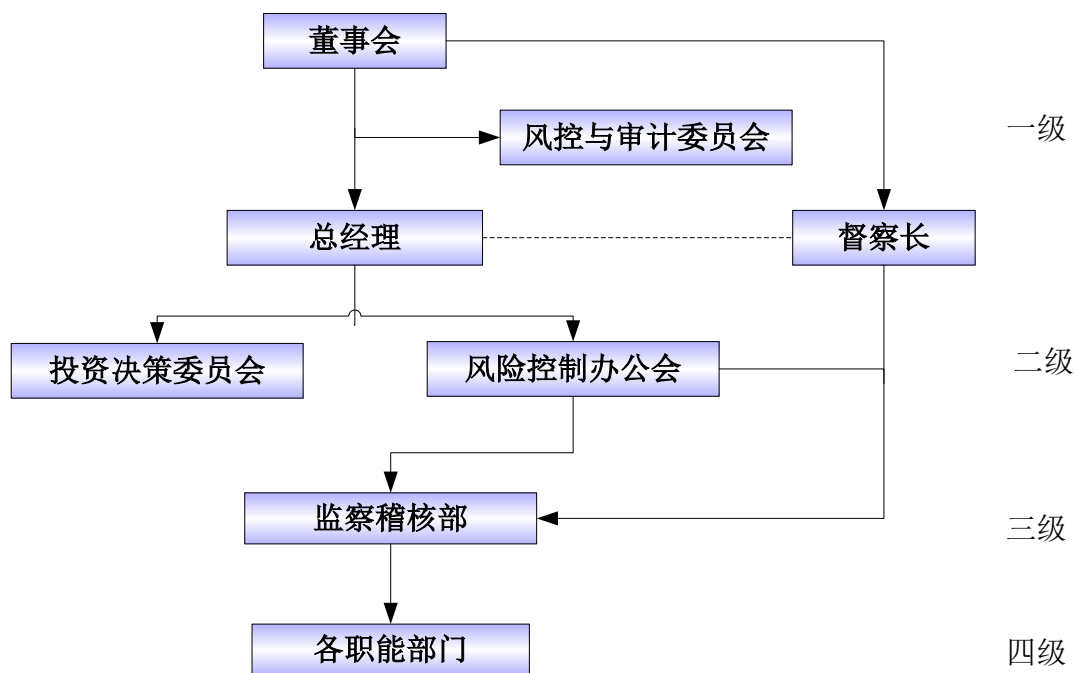 董事会
风控与审计委员会
一级
总经理
督察长
投资决策委员会
风险控制办公会
二级
监察稽核部
三级
各职能部门
四级